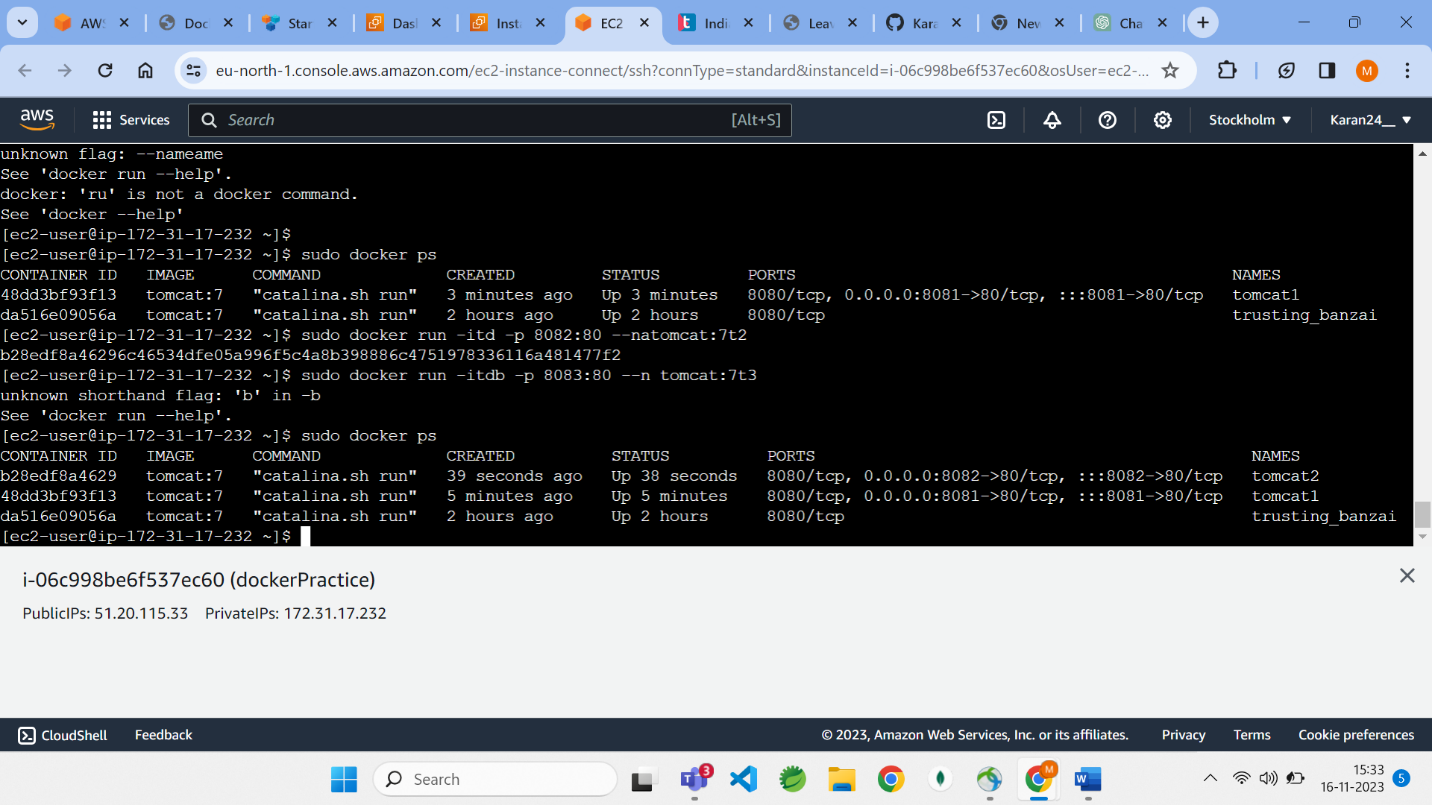 AWS
Doc
Star
Das
Inst
EC2
Indi
Leav
Kara
New
Cha
eu-north-1.console.aws.amazon.com/ec2-instance-connect/ssh?connType=standard&instanceId=i-06c998be6f537ec60&osUser=ec2-...
M
aws
Services
Search
[Alt+S]
Stockholm
Karan24__
unknown flag: --nameame
See 'docker run --help'.
docker: 'ru' is not a docker command.
See 'docker --help'
[ec2-user@ip-172-31-17-232 ~]$
[ec2-user@ip-172-31-17-232 ~]$ sudo docker ps
CONTAINER ID   IMAGE      COMMAND             CREATED         STATUS         PORTS                                             NAMES
48dd3bf93f13   tomcat:7   "catalina.sh run"   3 minutes ago   Up 3 minutes   8080/tcp, 0.0.0.0:8081->80/tcp, :::8081->80/tcp   tomcat1
da516e09056a   tomcat:7   "catalina.sh run"   2 hours ago     Up 2 hours     8080/tcp                                          trusting_banzai
[ec2-user@ip-172-31-17-232 ~]$ sudo docker run -itd -p 8082:80 --natomcat:7t2
b28edf8a46296c46534dfe05a996f5c4a8b398886c4751978336116a481477f2
[ec2-user@ip-172-31-17-232 ~]$ sudo docker run -itdb -p 8083:80 --n tomcat:7t3
unknown shorthand flag: 'b' in -b
See 'docker run --help'.
[ec2-user@ip-172-31-17-232 ~]$ sudo docker ps
CONTAINER ID   IMAGE      COMMAND             CREATED          STATUS          PORTS                                             NAMES
b28edf8a4629   tomcat:7   "catalina.sh run"   39 seconds ago   Up 38 seconds   8080/tcp, 0.0.0.0:8082->80/tcp, :::8082->80/tcp   tomcat2
48dd3bf93f13   tomcat:7   "catalina.sh run"   5 minutes ago    Up 5 minutes    8080/tcp, 0.0.0.0:8081->80/tcp, :::8081->80/tcp   tomcat1
da516e09056a   tomcat:7   "catalina.sh run"   2 hours ago      Up 2 hours      8080/tcp                                          trusting_banzai
[ec2-user@ip-172-31-17-232 ~]$
i-06c998be6f537ec60 (dockerPractice)
PublicIPs: 51.20.115.33 PrivateIPs: 172.31.17.232
CloudShell
Feedback
© 2023, Amazon Web Services, Inc. or its affiliates.
Privacy
Terms
Cookie preferences
Search
3
M
15:33
16-11-2023
5